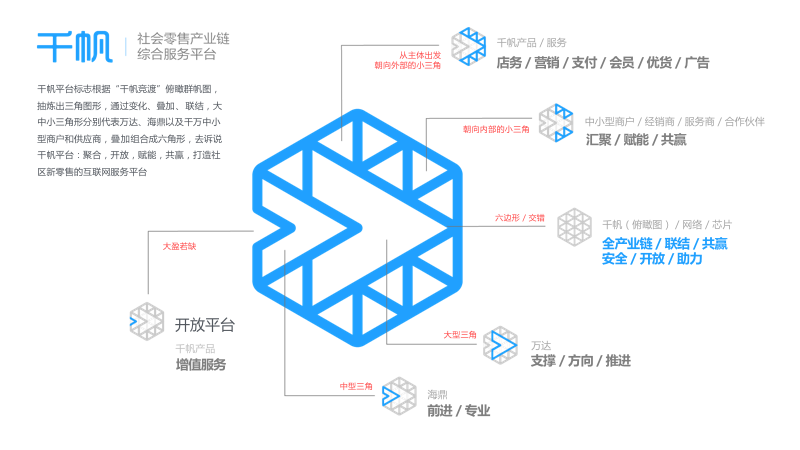 千帆
社会零售产业链
综合服务平台
千帆平台标志根据“千帆竞渡”俯瞰群帆图，
抽炼出三角图形，通过变化、叠加、联结，大
中小三角形分别代表万达、海鼎以及千万中小
型商户和供应商，叠加组合成六角形，去诉说
千帆平台：聚合，开放，赋能，共赢，打造社
区新零售的互联网服务平台
从主体出发
朝向外部的小三角
千帆产品 / 服务
店务 / 营销 / 支付 / 会员 / 优货 / 广告
朝向内部的小三角
中小型商户 / 经销商 / 服务商 / 合作伙伴
汇聚 / 赋能 / 共赢
六边形 / 交错
千帆（俯瞰图）/ 网络 / 芯片
全产业链 / 联结 / 共赢
安全 / 开放 / 助力
大盈若缺
开放平台
千帆产品
增值服务
大型三角
万达
支撑 / 方向 / 推进
中型三角
海鼎
前进 / 专业